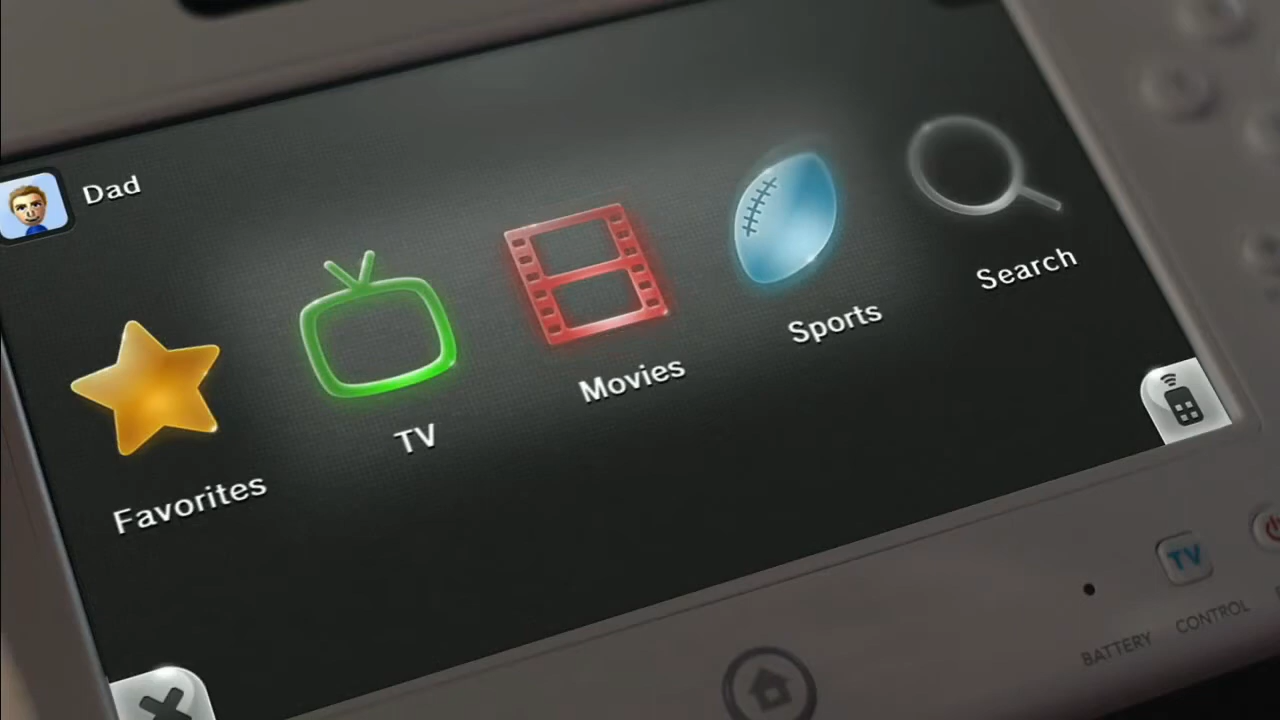 Dad
Favorites
TV
Movies
Sports
Search
TV
BATTERY
CONTROL